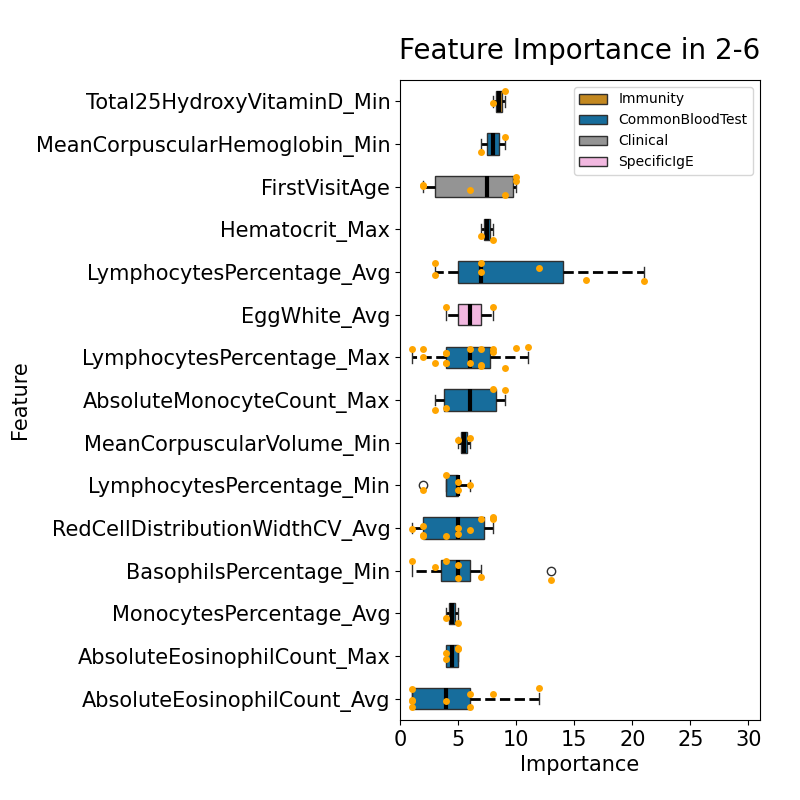 Feature Importance in 2-6
Total25HydroxyVitaminD_Min
MeanCorpuscularHemoglobin_Min
FirstVisitAge
Hematocrit_Max
LymphocytesPercentage_Avg
EggWhite_Avg
LymphocytesPercentage_Max
AbsoluteMonocyteCount_Max
MeanCorpuscularVolume_Min
LymphocytesPercentage_Min
RedCellDistributionWidthCV_Avg
BasophilsPercentage_Min
MonocytesPercentage_Avg
AbsoluteEosinophilCount_Max
AbsoluteEosinophilCount_Avg
Feature
Immunity
CommonBloodTest
Clinical
SpecificIgE
0 5 10 15 20 25 30
Importance